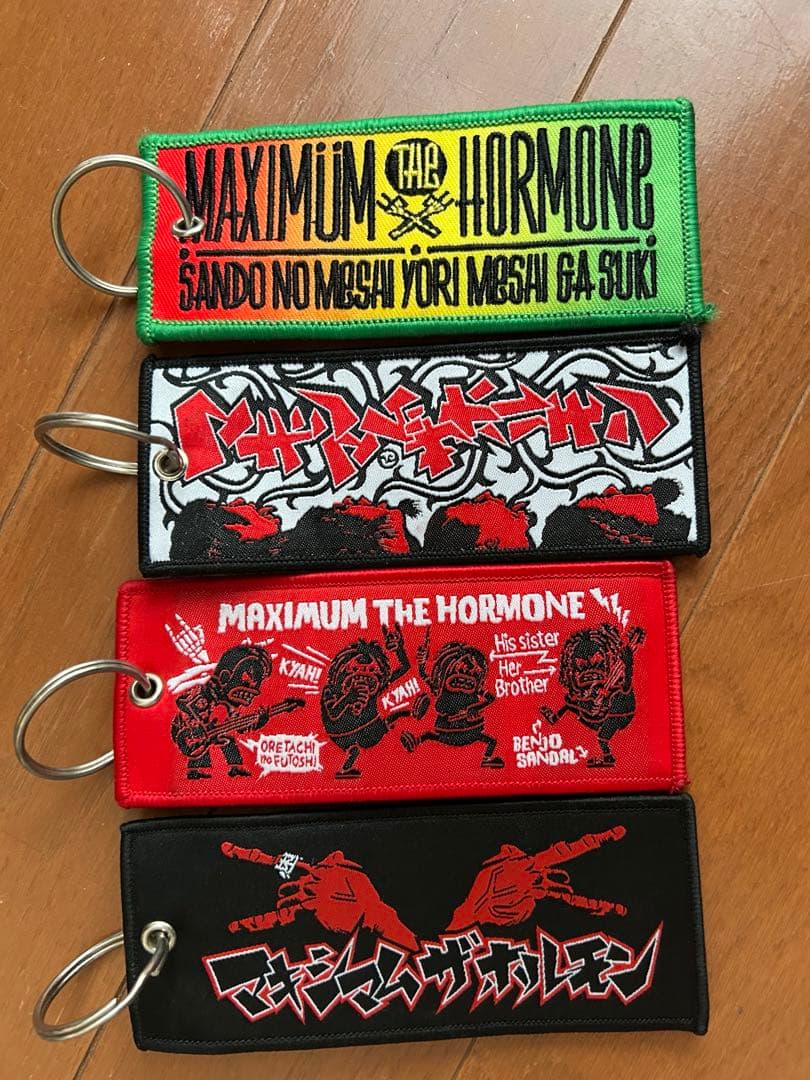 MAXIMÜM THE HORMONE
SANDO NO MESHI YORI MESHI GA SUKI
MAXIMUM THE HORMONE
KYAH!
KYAH!
His sister
Her
Brother
ORETACHI
no FUTOSHI
BENJO
SANDAL
マキシマムザホルモン